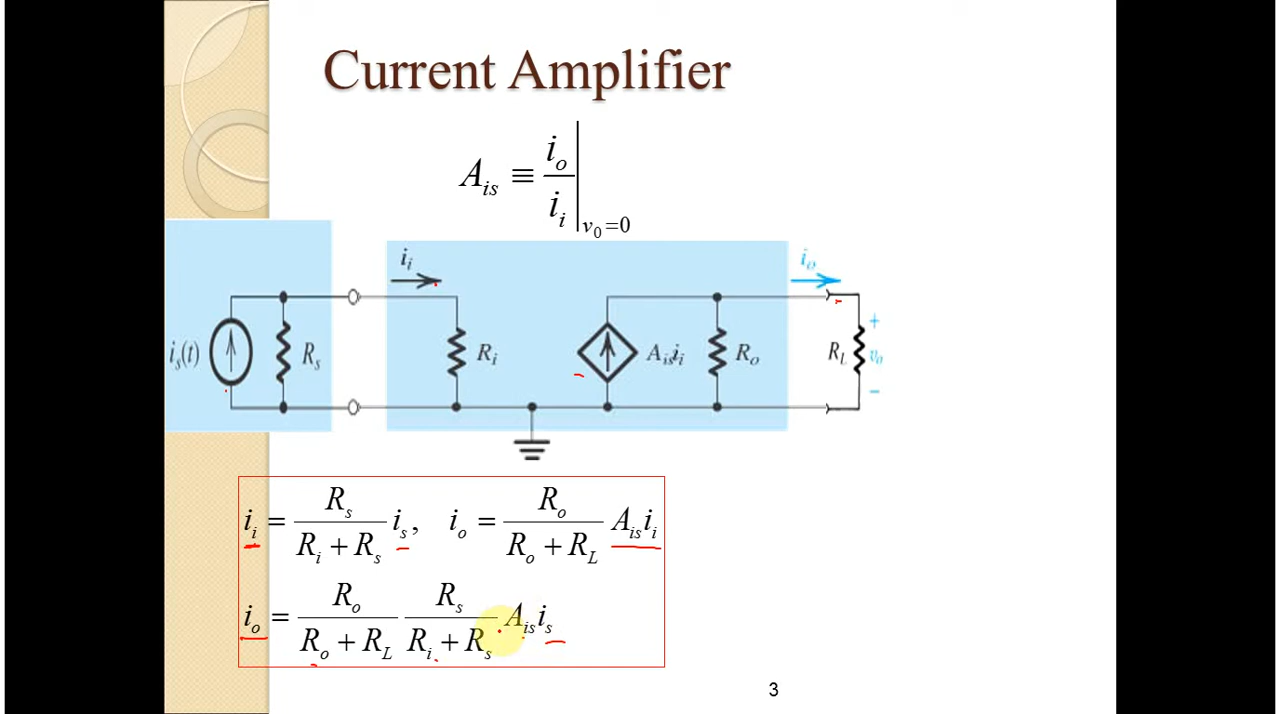 Current Amplifier
A_is ≡ i_o / i_i |_{v_0=0}
i_i i_o
i_s(t) R_s R_i A_is i_i R_o R_L + v_o −
i_i = R_s / (R_i + R_s) i_s, i_o = R_o / (R_o + R_L) A_is i_i
i_o = R_o / (R_o + R_L) R_s / (R_i + R_s) A_is i_s
3